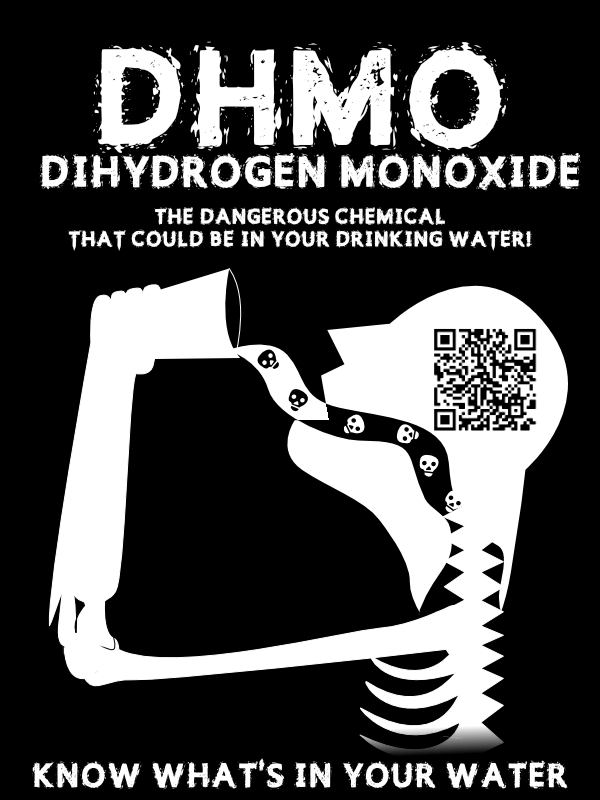 DHMO
DIHYDROGEN MONOXIDE
THE DANGEROUS CHEMICAL
THAT COULD BE IN YOUR DRINKING WATER!
KNOW WHAT'S IN YOUR WATER